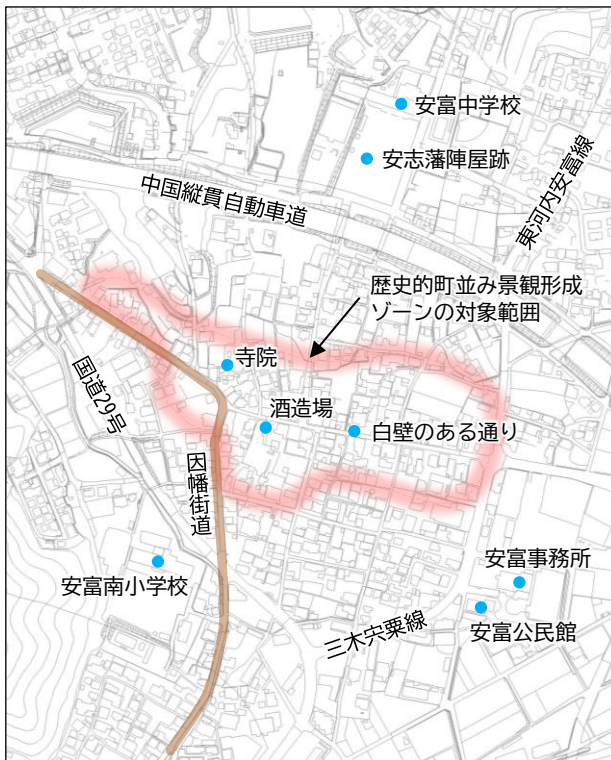 安富中学校
安志藩陣屋跡
東河内安富線
中国縦貫自動車道
歴史的町並み景観形成
ゾーンの対象範囲
寺院
国道29号
酒造場
白壁のある通り
因幡街道
安富事務所
安富南小学校
安富公民館
三木宍粟線